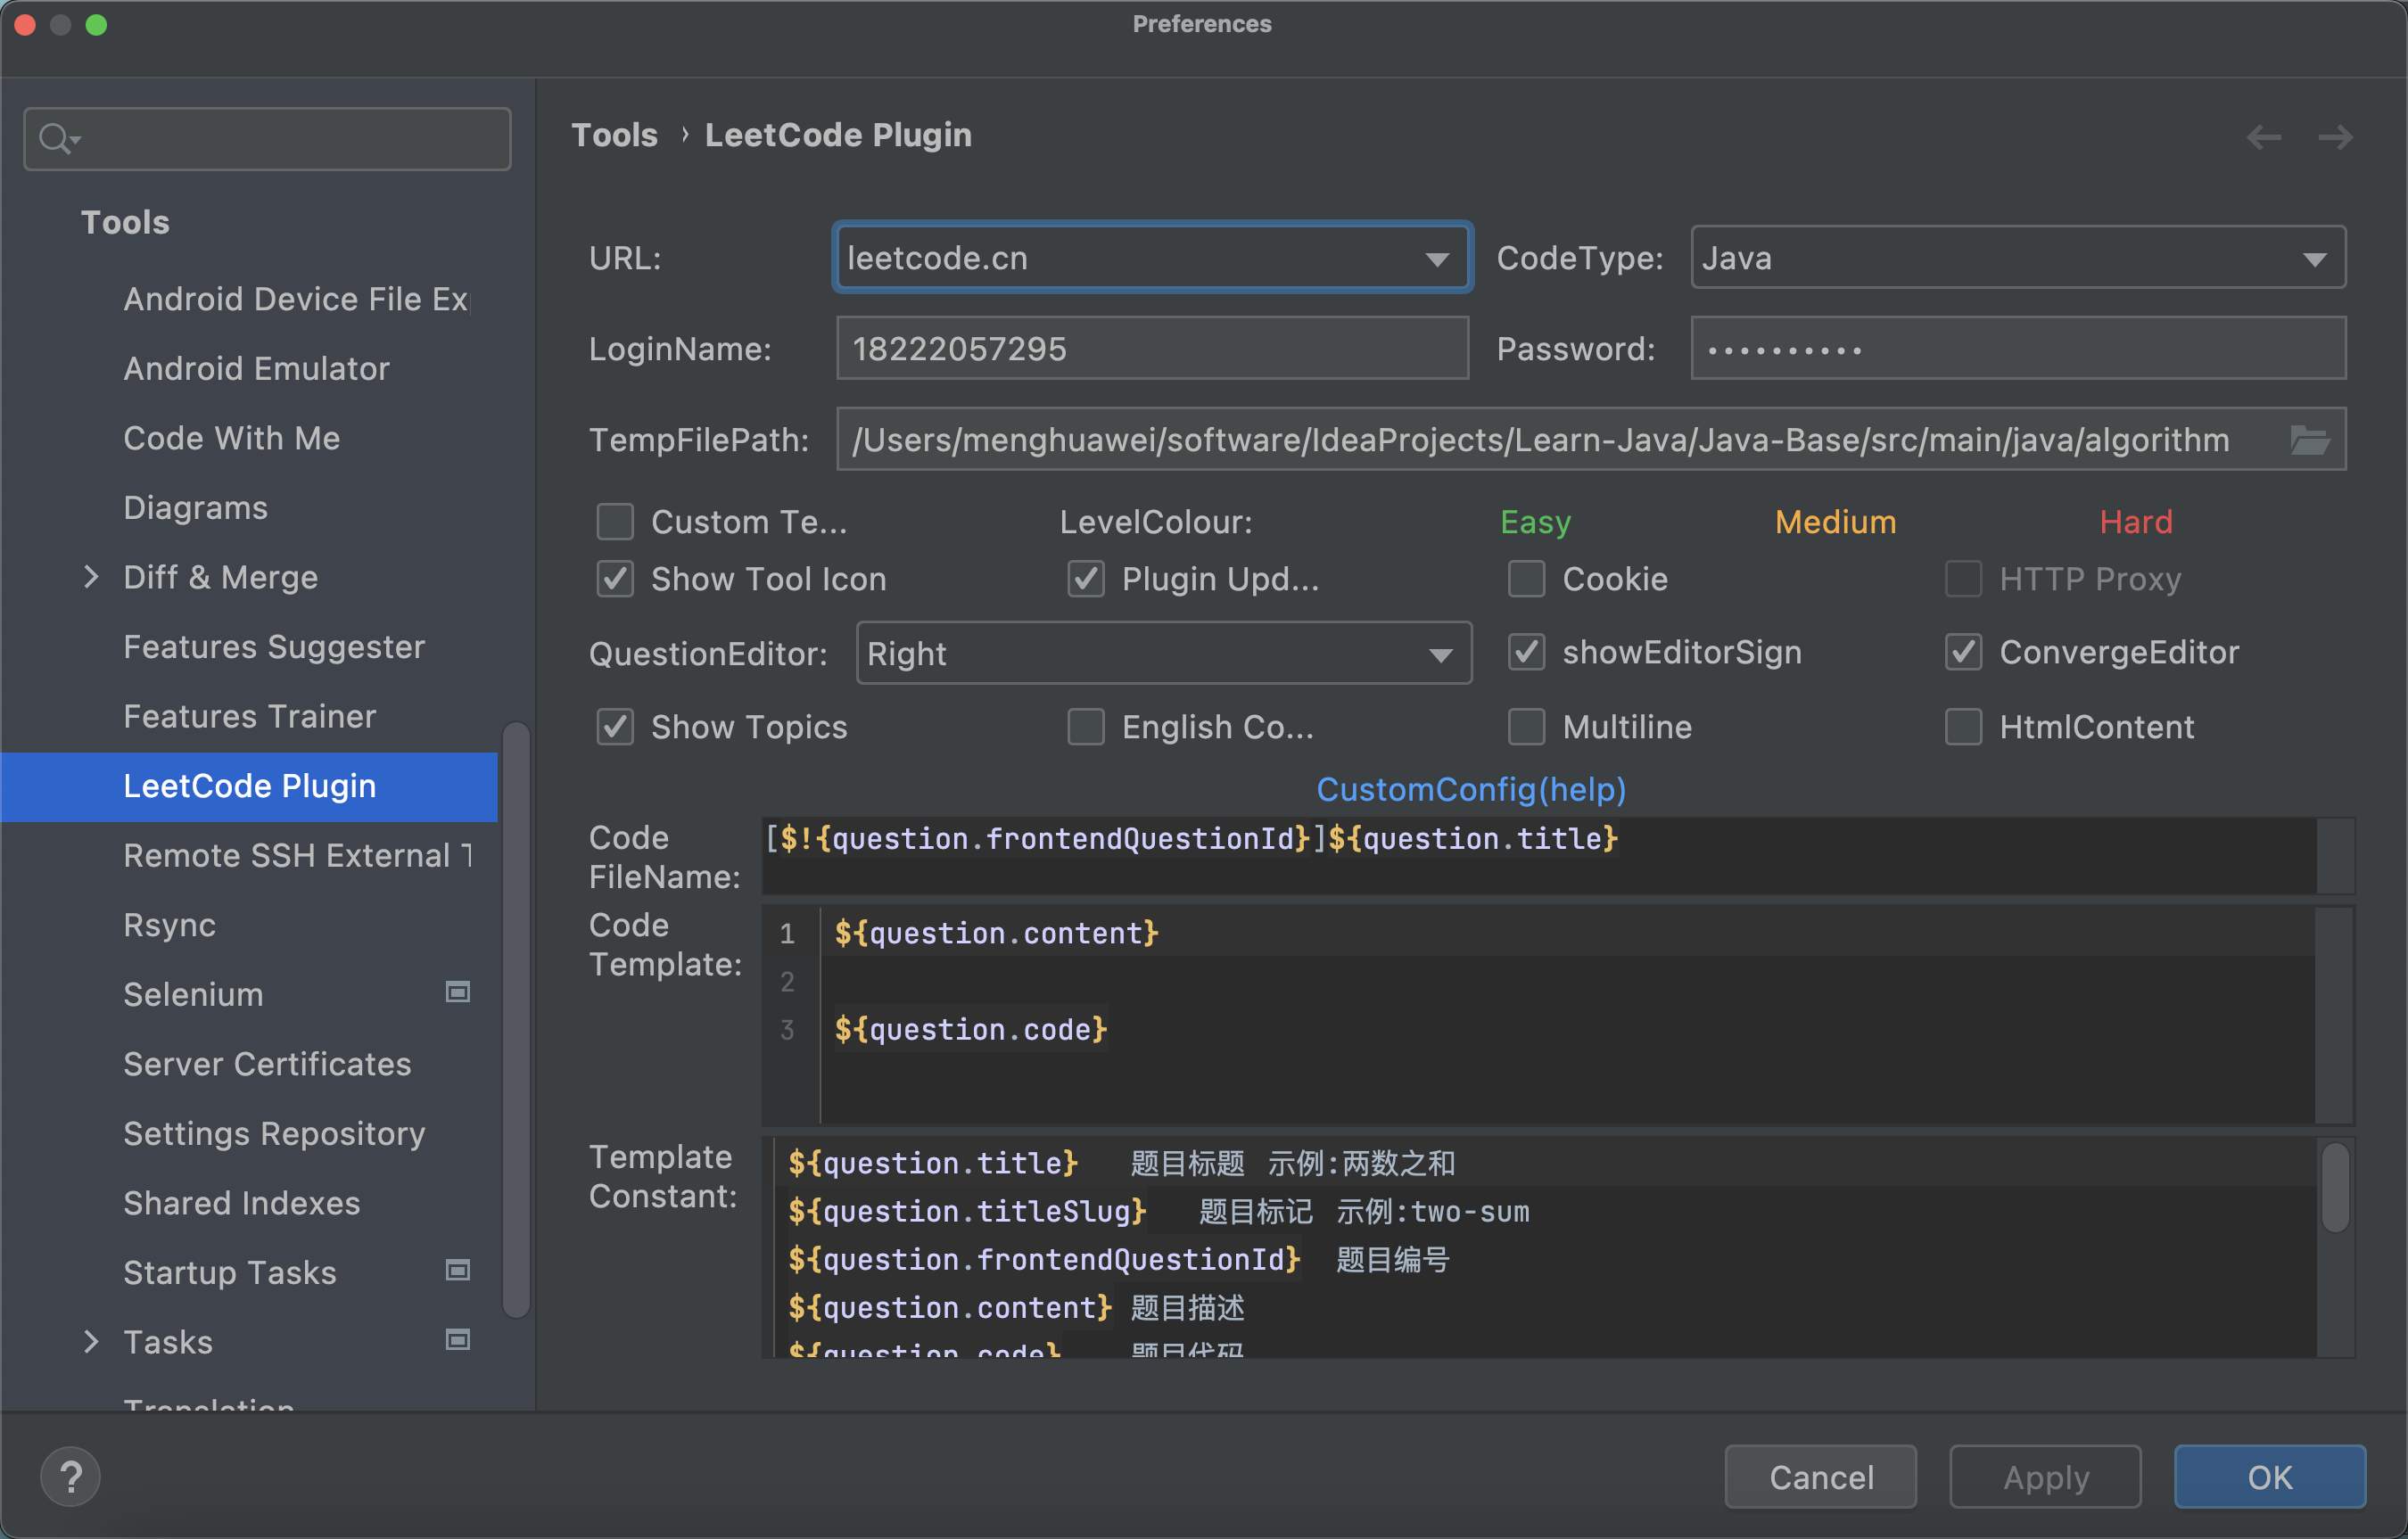 Preferences
Tools
Android Device File Ex
Android Emulator
Code With Me
Diagrams
Diff & Merge
Features Suggester
Features Trainer
LeetCode Plugin
Remote SSH External
Rsync
Selenium
Server Certificates
Settings Repository
Shared Indexes
Startup Tasks
Tasks
Translation
Tools › LeetCode Plugin
URL: leetcode.cn CodeType: Java
LoginName: 18222057295 Password: ••••••••••
TempFilePath: /Users/menghuawei/software/IdeaProjects/Learn-Java/Java-Base/src/main/java/algorithm
Custom Te... LevelColour: Easy Medium Hard
Show Tool Icon Plugin Upd... Cookie HTTP Proxy
QuestionEditor: Right showEditorSign ConvergeEditor
Show Topics English Co... Multiline HtmlContent
CustomConfig(help)
Code FileName:
[$!{question.frontendQuestionId}]${question.title}
Code Template:
1 ${question.content}
2
3 ${question.code}
Template Constant:
${question.title} 题目标题 示例:两数之和
${question.titleSlug} 题目标记 示例:two-sum
${question.frontendQuestionId} 题目编号
${question.content} 题目描述
${question.code} 题目代码
? Cancel Apply OK